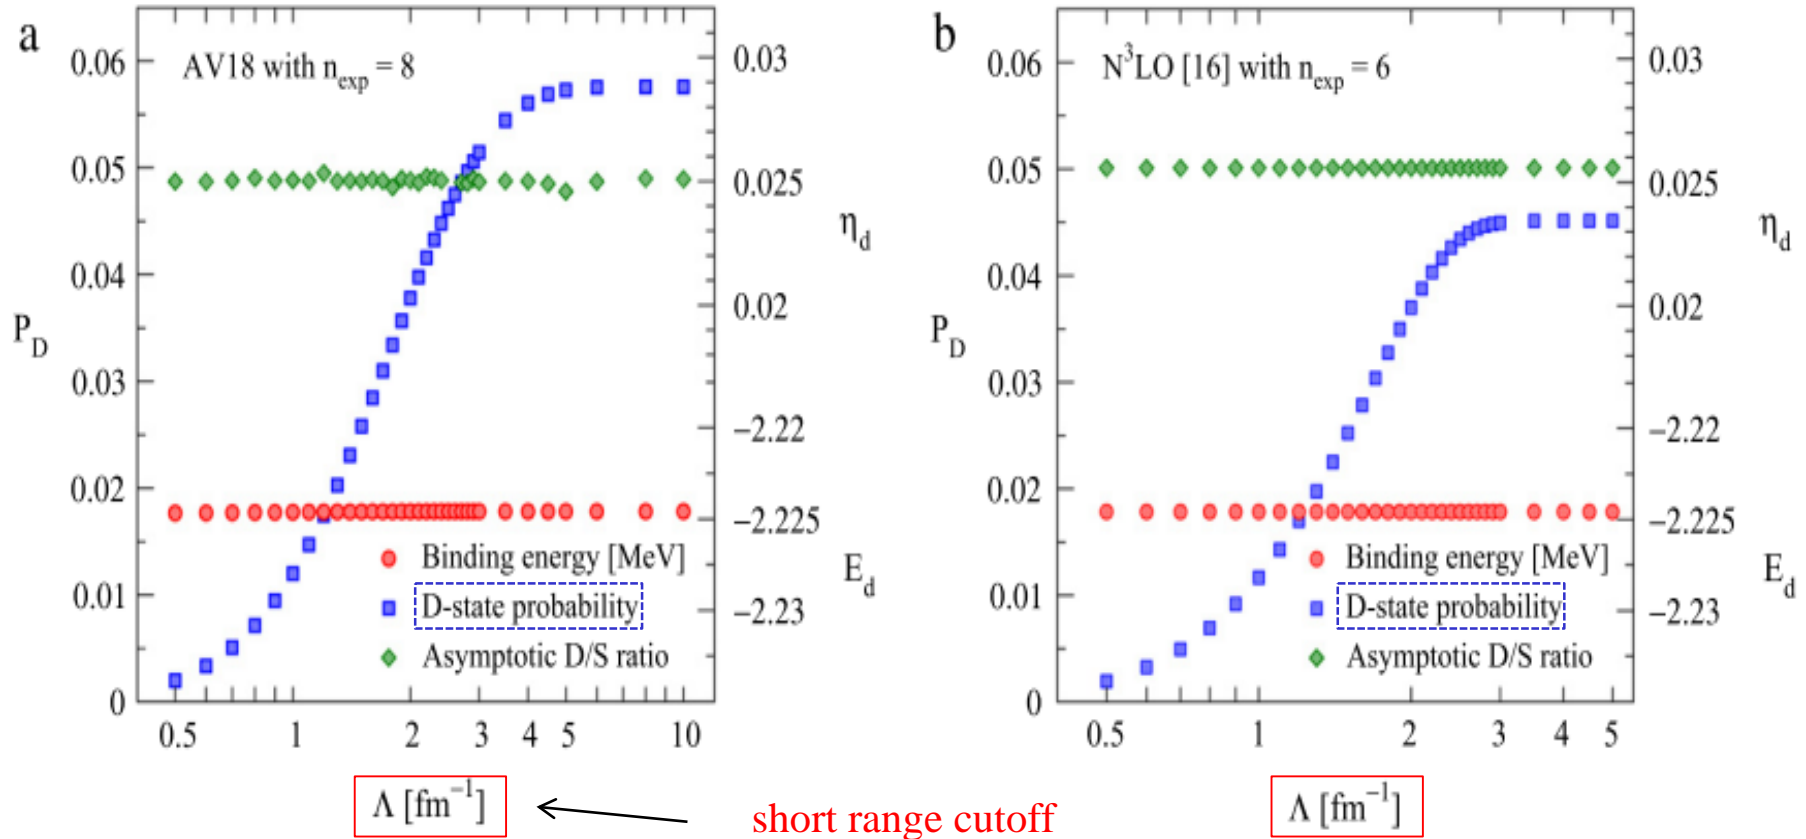 a
AV18 with n_exp = 8
0.06
0.05
0.04
0.03
0.02
0.01
0
P_D
0.03
0.025
0.02
−2.22
−2.225
−2.23
η_d
E_d
Binding energy [MeV]
D-state probability
Asymptotic D/S ratio
0.5 1 2 3 4 5 10
Λ [fm⁻¹]
short range cutoff
b
N³LO [16] with n_exp = 6
0.06
0.05
0.04
0.03
0.02
0.01
0
P_D
0.03
0.025
0.02
−2.22
−2.225
−2.23
η_d
E_d
Binding energy [MeV]
D-state probability
Asymptotic D/S ratio
0.5 1 2 3 4 5
Λ [fm⁻¹]